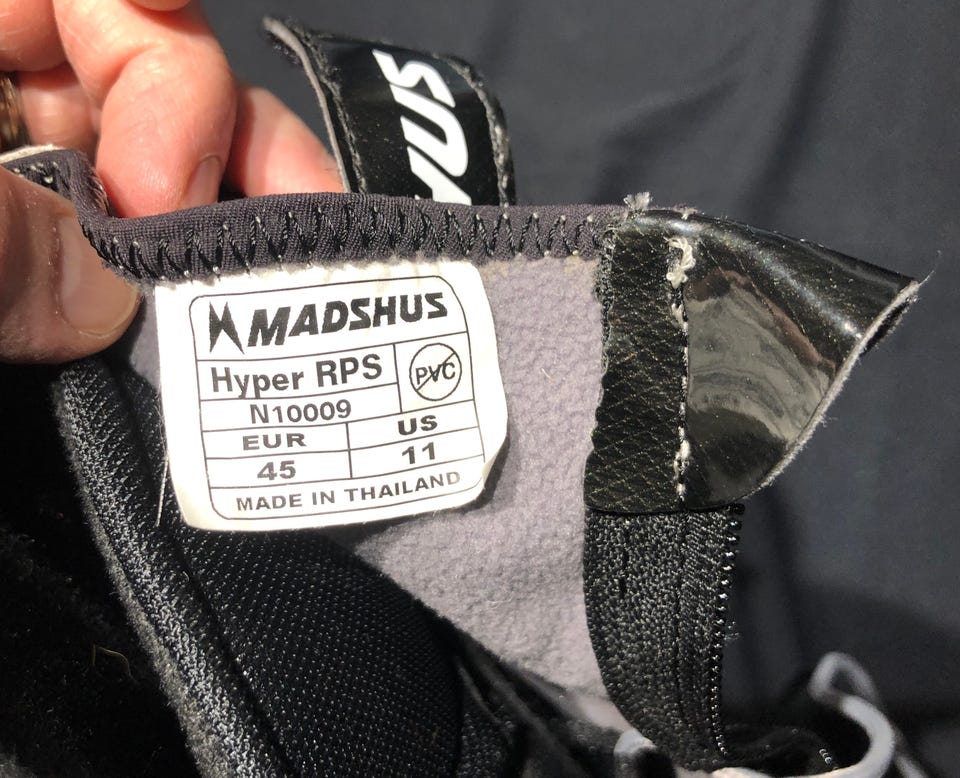 MADSHUS
Hyper RPS
PVC
N10009
EUR
US
45
11
MADE IN THAILAND